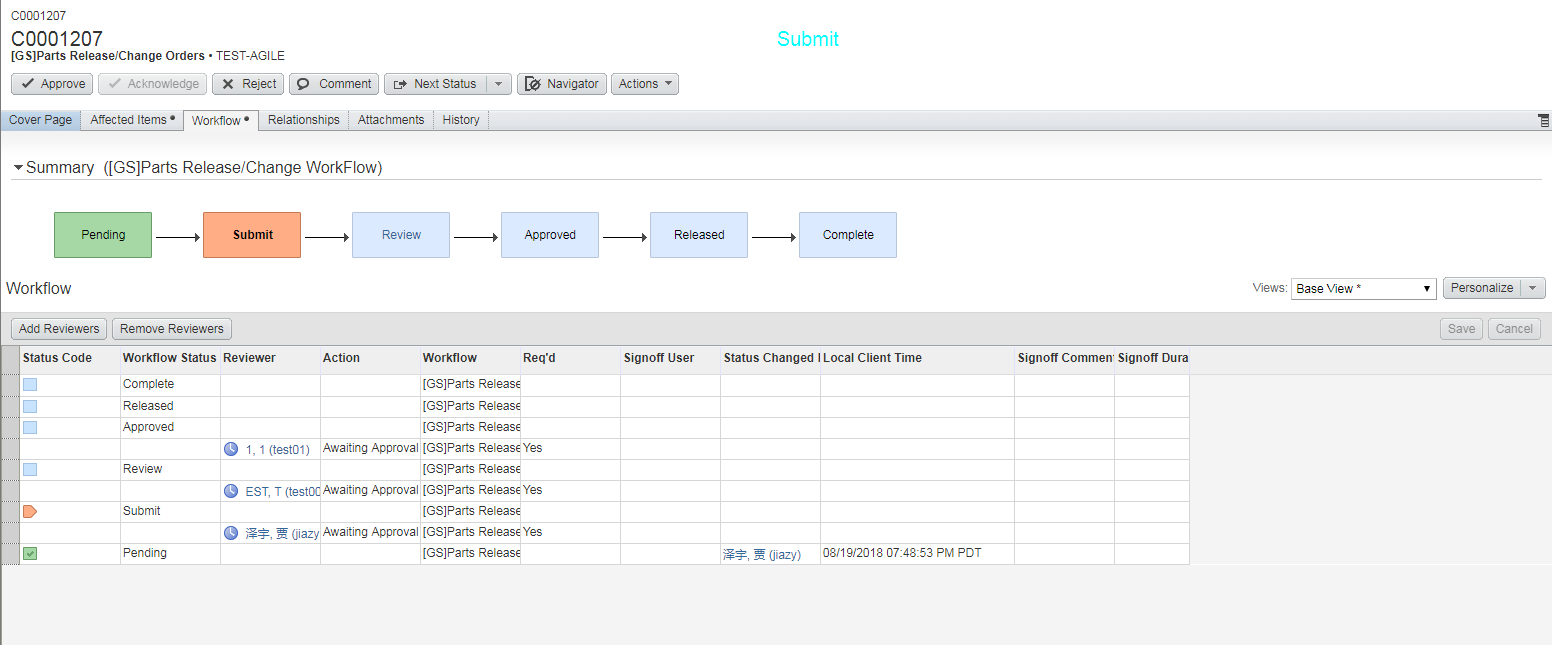 C0001207
C0001207
Submit
[GS]Parts Release/Change Orders • TEST-AGILE
Approve Acknowledge Reject Comment Next Status Navigator Actions
Cover Page Affected Items • Workflow • Relationships Attachments History
Summary ([GS]Parts Release/Change WorkFlow)
Pending Submit Review Approved Released Complete
Workflow Views: Base View * Personalize
Add Reviewers Remove Reviewers Save Cancel
Status Code Workflow Status Reviewer Action Workflow Req'd Signoff User Status Changed Local Client Time Signoff Commen Signoff Dura
Complete [GS]Parts Release
Released [GS]Parts Release
Approved [GS]Parts Release
1, 1 (test01) Awaiting Approval [GS]Parts Release Yes
Review [GS]Parts Release
EST, T (test00 Awaiting Approval [GS]Parts Release Yes
Submit [GS]Parts Release
泽宇, 贾 (jiazy Awaiting Approval [GS]Parts Release Yes
Pending [GS]Parts Release 泽宇, 贾 (jiazy) 08/19/2018 07:48:53 PM PDT